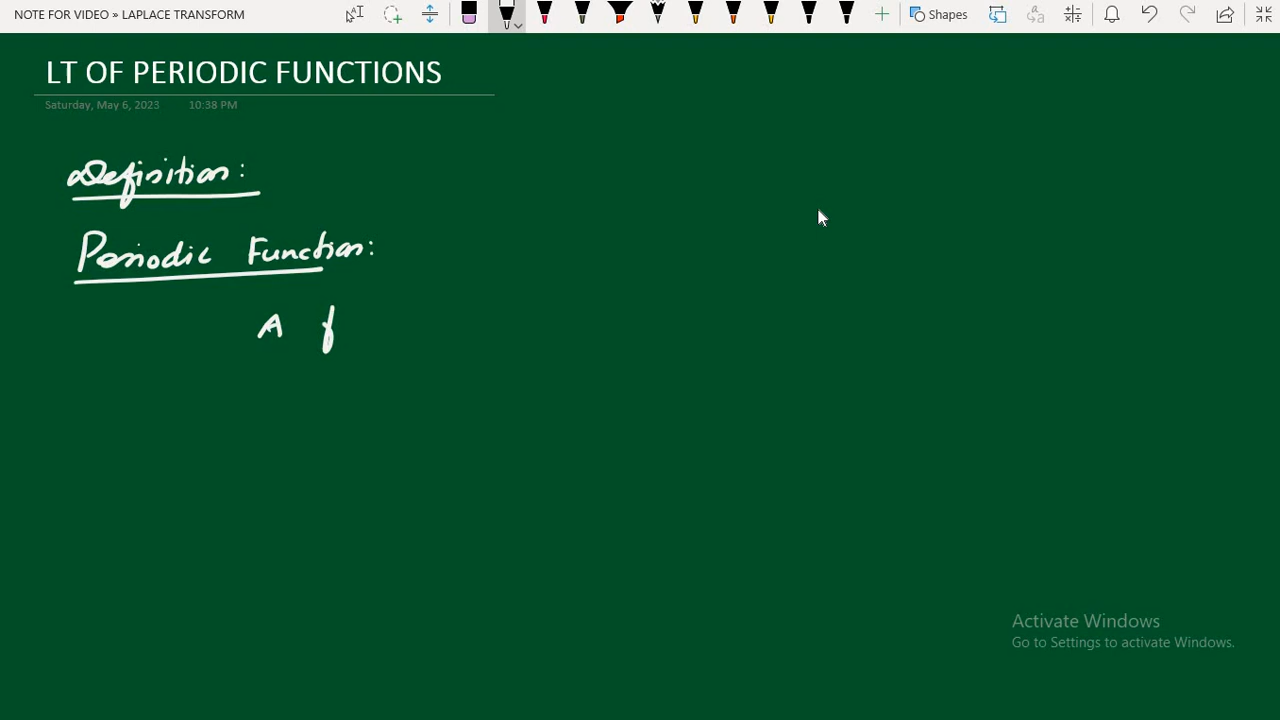 NOTE FOR VIDEO » LAPLACE TRANSFORM
Shapes
LT OF PERIODIC FUNCTIONS
Saturday, May 6, 2023 10:38 PM
Definition:
Periodic Function:
A f
Activate Windows
Go to Settings to activate Windows.